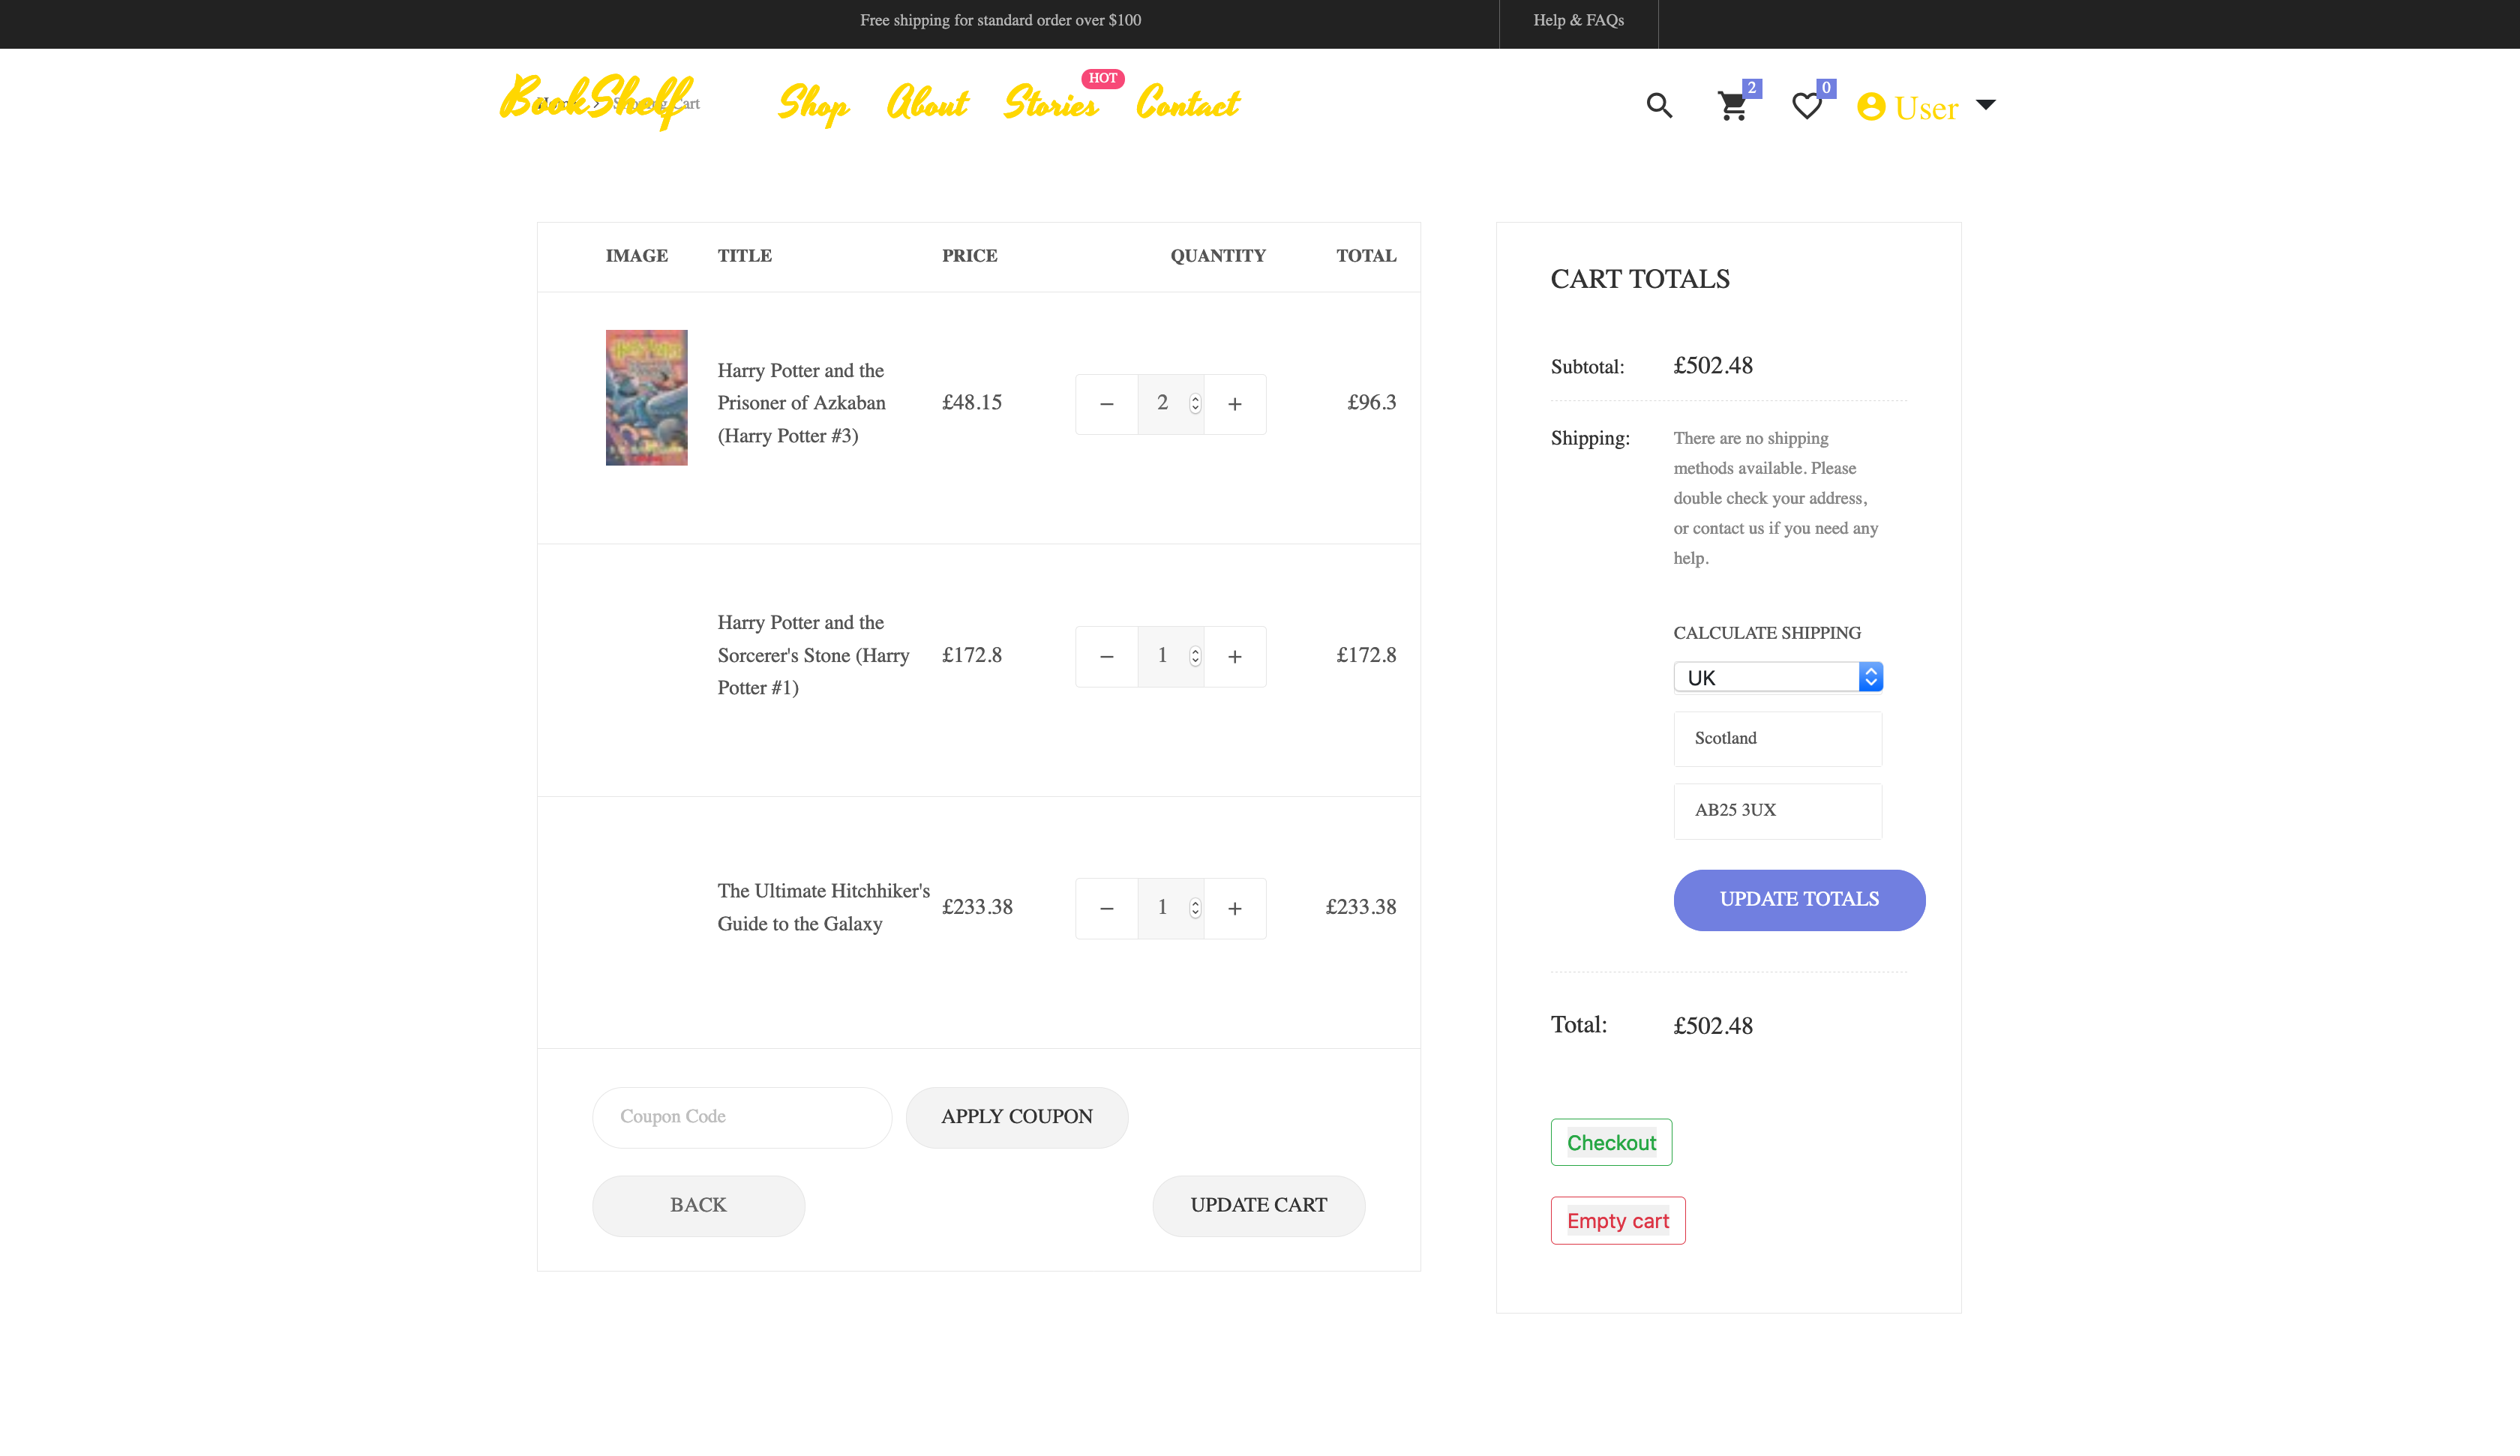 Free shipping for standard order over $100
Help & FAQs
BookShelf
Home > Shoping Cart
Shop
About
Stories
HOT
Contact
2
0
User
IMAGE TITLE PRICE QUANTITY TOTAL
Harry Potter
Harry Potter and the
Prisoner of Azkaban
(Harry Potter #3)
£48.15
− 2 +
£96.3
Harry Potter and the
Sorcerer's Stone (Harry
Potter #1)
£172.8
− 1 +
£172.8
The Ultimate Hitchhiker's
Guide to the Galaxy
£233.38
− 1 +
£233.38
Coupon Code
APPLY COUPON
BACK
UPDATE CART
CART TOTALS
Subtotal: £502.48
Shipping:
There are no shipping
methods available. Please
double check your address,
or contact us if you need any
help.
CALCULATE SHIPPING
UK
Scotland
AB25 3UX
UPDATE TOTALS
Total: £502.48
Checkout
Empty cart